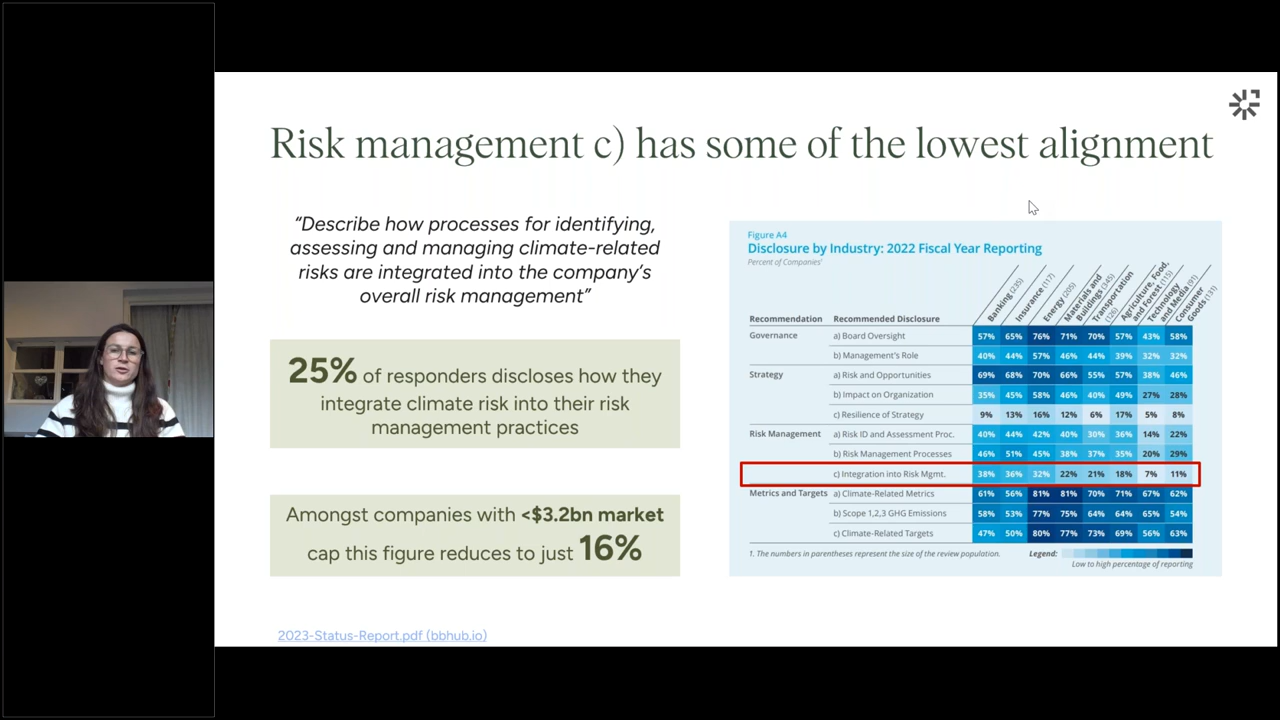 Risk management c) has some of the lowest alignment
“Describe how processes for identifying,
assessing and managing climate-related
risks are integrated into the company’s
overall risk management”
25% of responders discloses how they
integrate climate risk into their risk
management practices
Amongst companies with <$3.2bn market
cap this figure reduces to just 16%
2023-Status-Report.pdf (bbhub.io)
Figure A4
Disclosure by Industry: 2022 Fiscal Year Reporting
Percent of Companies¹
Recommendation Recommended Disclosure Banking (235) Insurance (117) Energy (205) Materials and Buildings (345) Transportation (126) Agriculture, Food, and Forest (115) Technology and Media (91) Consumer Goods (131)
Governance a) Board Oversight 57% 65% 76% 71% 70% 57% 43% 58%
b) Management's Role 40% 44% 57% 46% 44% 39% 32% 32%
Strategy a) Risk and Opportunities 69% 68% 70% 66% 55% 57% 38% 46%
b) Impact on Organization 35% 45% 58% 46% 40% 49% 27% 28%
c) Resilience of Strategy 9% 13% 16% 12% 6% 17% 5% 8%
Risk Management a) Risk ID and Assessment Proc. 40% 44% 42% 40% 30% 36% 14% 22%
b) Risk Management Processes 46% 51% 45% 38% 37% 35% 20% 29%
c) Integration into Risk Mgmt. 38% 36% 32% 22% 21% 18% 7% 11%
Metrics and Targets a) Climate-Related Metrics 61% 56% 81% 81% 70% 71% 67% 62%
b) Scope 1,2,3 GHG Emissions 58% 53% 77% 75% 64% 64% 65% 54%
c) Climate-Related Targets 47% 50% 80% 77% 73% 69% 56% 63%
1. The numbers in parentheses represent the size of the review population.
Legend:
Low to high percentage of reporting